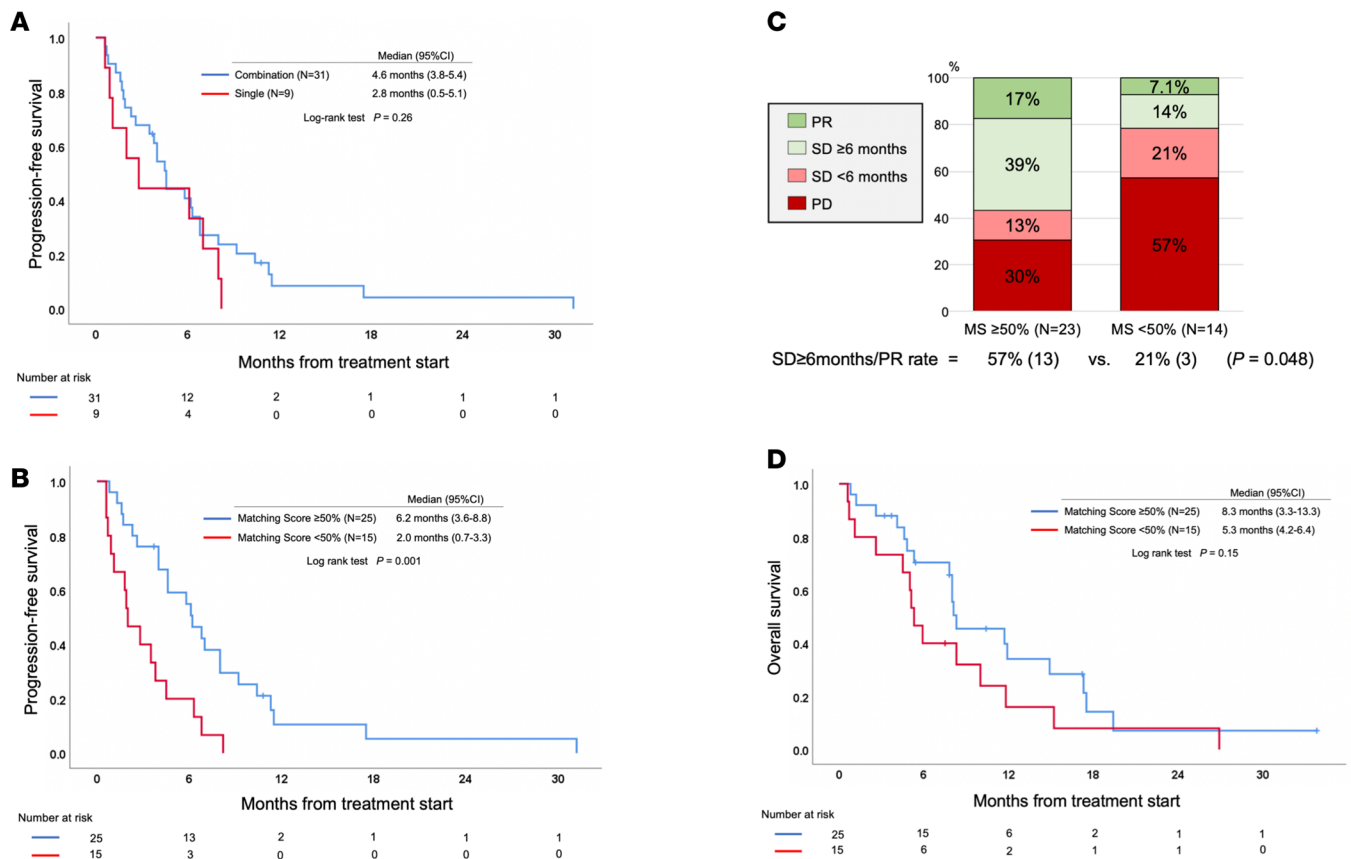 A
Progression-free survival
1.0
0.8
0.6
0.4
0.2
0.0
Median (95%CI)
Combination (N=31) 4.6 months (3.8-5.4)
Single (N=9) 2.8 months (0.5-5.1)
Log-rank test P = 0.26
0 6 12 18 24 30
Months from treatment start
Number at risk
31 12 2 1 1 1
9 4 0 0 0 0
B
Progression-free survival
1.0
0.8
0.6
0.4
0.2
0.0
Median (95%CI)
Matching Score ≥50% (N=25) 6.2 months (3.6-8.8)
Matching Score <50% (N=15) 2.0 months (0.7-3.3)
Log rank test P = 0.001
0 6 12 18 24 30
Months from treatment start
Number at risk
25 13 2 1 1 1
15 3 0 0 0 0
C
PR
SD ≥6 months
SD <6 months
PD
%
100
80
60
40
20
0
17%
39%
13%
30%
7.1%
14%
21%
57%
MS ≥50% (N=23) MS <50% (N=14)
SD≥6months/PR rate = 57% (13) vs. 21% (3) (P = 0.048)
D
Overall survival
1.0
0.8
0.6
0.4
0.2
0.0
Median (95%CI)
Matching Score ≥50% (N=25) 8.3 months (3.3-13.3)
Matching Score <50% (N=15) 5.3 months (4.2-6.4)
Log rank test P = 0.15
0 6 12 18 24 30
Months from treatment start
Number at risk
25 15 6 2 1 1
15 6 2 1 1 0